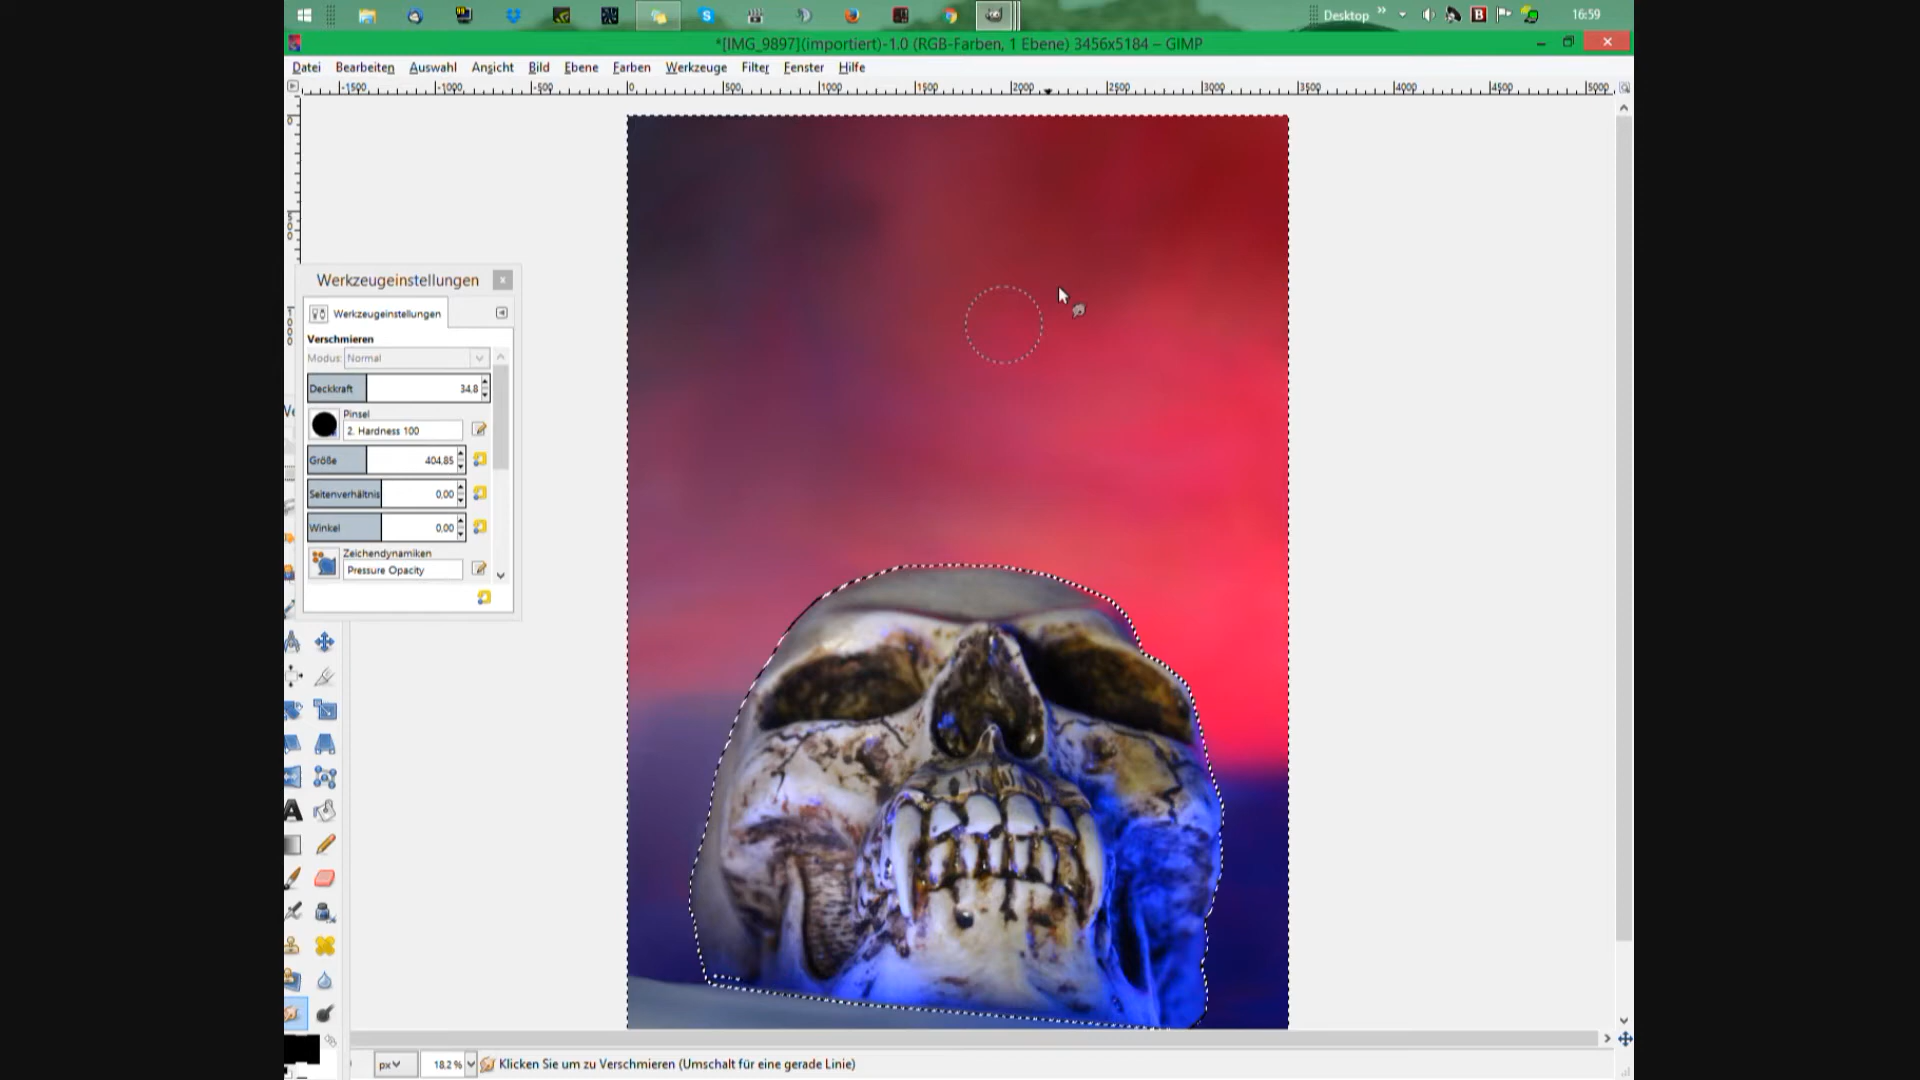 Desktop »
16:59
*[IMG_9897](importiert)-1.0 (RGB-Farben, 1 Ebene) 3456x5184 – GIMP
Datei Bearbeiten Auswahl Ansicht Bild Ebene Farben Werkzeuge Filter Fenster Hilfe
-1500 -1000 -500 0 500 1000 1500 2000 2500 3000 3500 4000 4500 5000
0
500
1000
Werkzeugeinstellungen
Werkzeugeinstellungen
Verschmieren
Modus: Normal
Deckkraft 34,8
Pinsel
2. Hardness 100
Größe 404,85
Seitenverhältnis 0,00
Winkel 0,00
Zeichendynamiken
Pressure Opacity
px 18,2 % Klicken Sie um zu Verschmieren (Umschalt für eine gerade Linie)